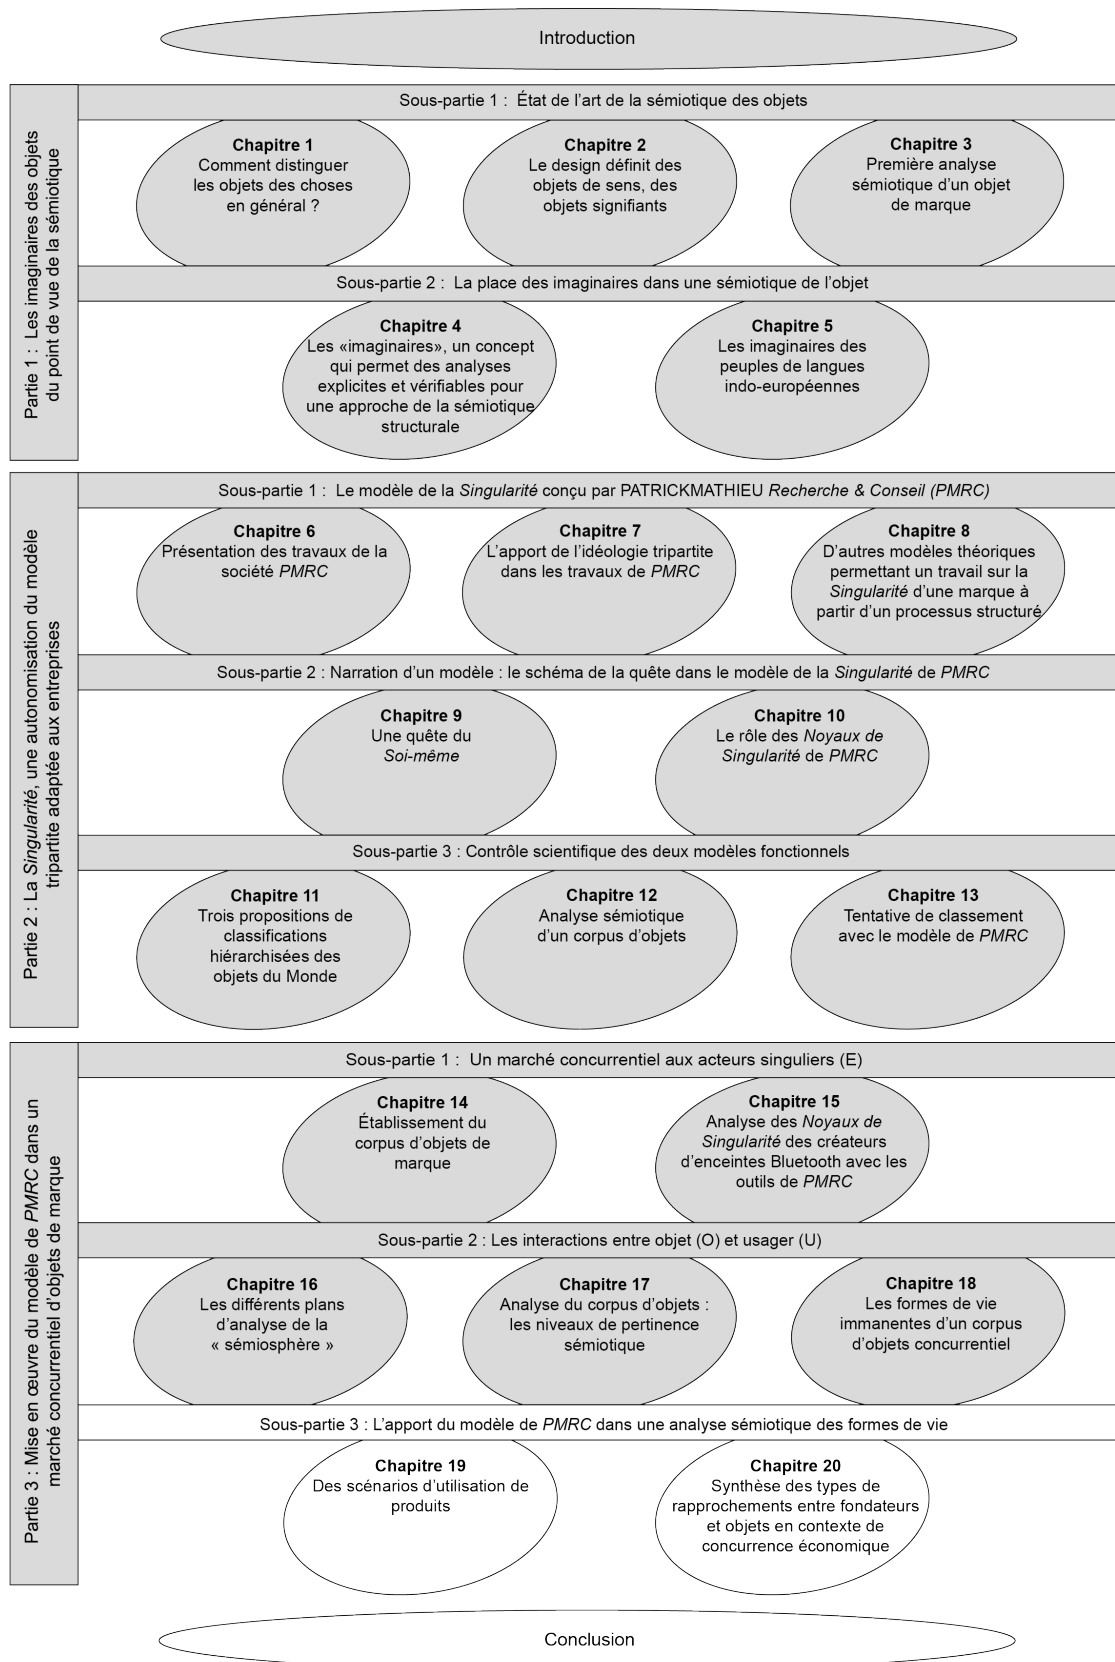 Introduction
Partie 1 : Les imaginaires des objets
du point de vue de la sémiotique
Sous-partie 1 : État de l'art de la sémiotique des objets
Chapitre 1
Comment distinguer
les objets des choses
en général ?
Chapitre 2
Le design définit des
objets de sens, des
objets signifiants
Chapitre 3
Première analyse
sémiotique d'un objet
de marque
Sous-partie 2 : La place des imaginaires dans une sémiotique de l'objet
Chapitre 4
Les «imaginaires», un concept
qui permet des analyses
explicites et vérifiables pour
une approche de la sémiotique
structurale
Chapitre 5
Les imaginaires des
peuples de langues
indo-européennes
Partie 2 : La Singularité, une autonomisation du modèle
tripartite adaptée aux entreprises
Sous-partie 1 : Le modèle de la Singularité conçu par PATRICKMATHIEU Recherche & Conseil (PMRC)
Chapitre 6
Présentation des travaux de la
société PMRC
Chapitre 7
L'apport de l'idéologie tripartite
dans les travaux de PMRC
Chapitre 8
D'autres modèles théoriques
permettant un travail sur la
Singularité d'une marque à
partir d'un processus structuré
Sous-partie 2 : Narration d'un modèle : le schéma de la quête dans le modèle de la Singularité de PMRC
Chapitre 9
Une quête du
Soi-même
Chapitre 10
Le rôle des Noyaux de
Singularité de PMRC
Sous-partie 3 : Contrôle scientifique des deux modèles fonctionnels
Chapitre 11
Trois propositions de
classifications
hiérarchisées des
objets du Monde
Chapitre 12
Analyse sémiotique
d'un corpus d'objets
Chapitre 13
Tentative de classement
avec le modèle de PMRC
Partie 3 : Mise en œuvre du modèle de PMRC dans un
marché concurrentiel d'objets de marque
Sous-partie 1 : Un marché concurrentiel aux acteurs singuliers (E)
Chapitre 14
Établissement du
corpus d'objets de
marque
Chapitre 15
Analyse des Noyaux de
Singularité des créateurs
d'enceintes Bluetooth avec les
outils de PMRC
Sous-partie 2 : Les interactions entre objet (O) et usager (U)
Chapitre 16
Les différents plans
d'analyse de la
« sémiosphère »
Chapitre 17
Analyse du corpus d'objets :
les niveaux de pertinence
sémiotique
Chapitre 18
Les formes de vie
immanentes d'un corpus
d'objets concurrentiel
Sous-partie 3 : L'apport du modèle de PMRC dans une analyse sémiotique des formes de vie
Chapitre 19
Des scénarios d'utilisation de
produits
Chapitre 20
Synthèse des types de
rapprochements entre fondateurs
et objets en contexte de
concurrence économique
Conclusion